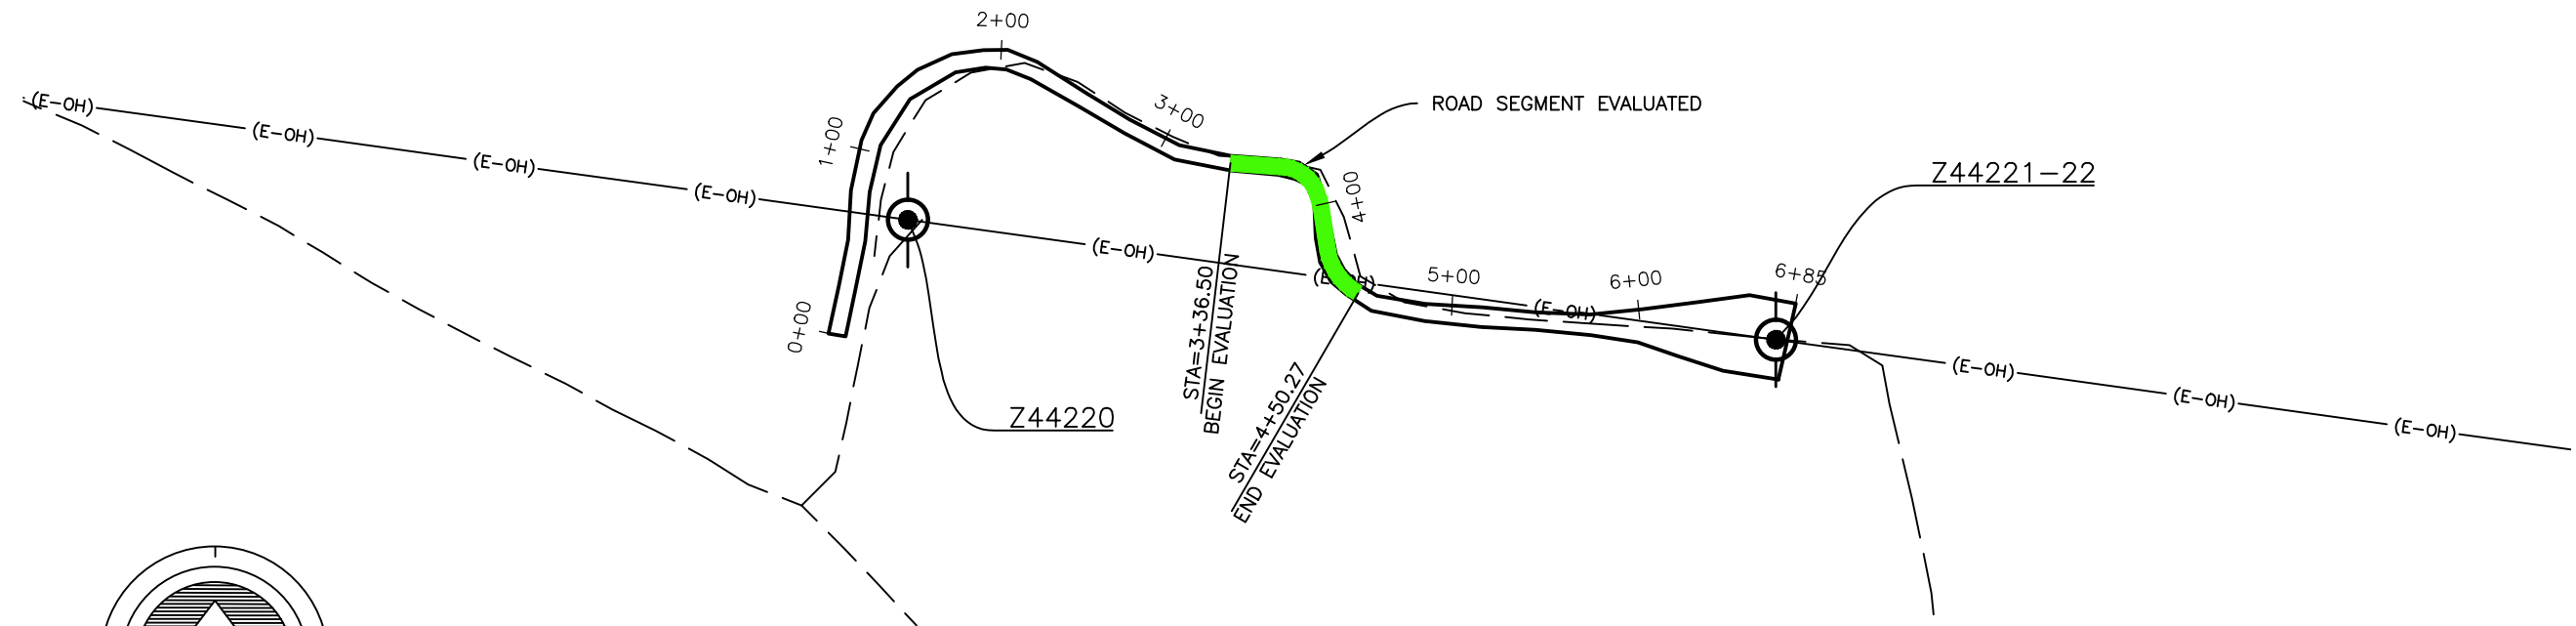 2+00
(E-OH)
(E-OH)
(E-OH)
(E-OH)
1+00
3+00
ROAD SEGMENT EVALUATED
4+00
Z44221-22
(E-OH)
(E-OH)
5+00
6+00
6+85
(E-OH)
0+00
STA=3+36.50
BEGIN EVALUATION
STA=4+50.27
END EVALUATION
Z44220
(E-OH)
(E-OH)
(E-OH)